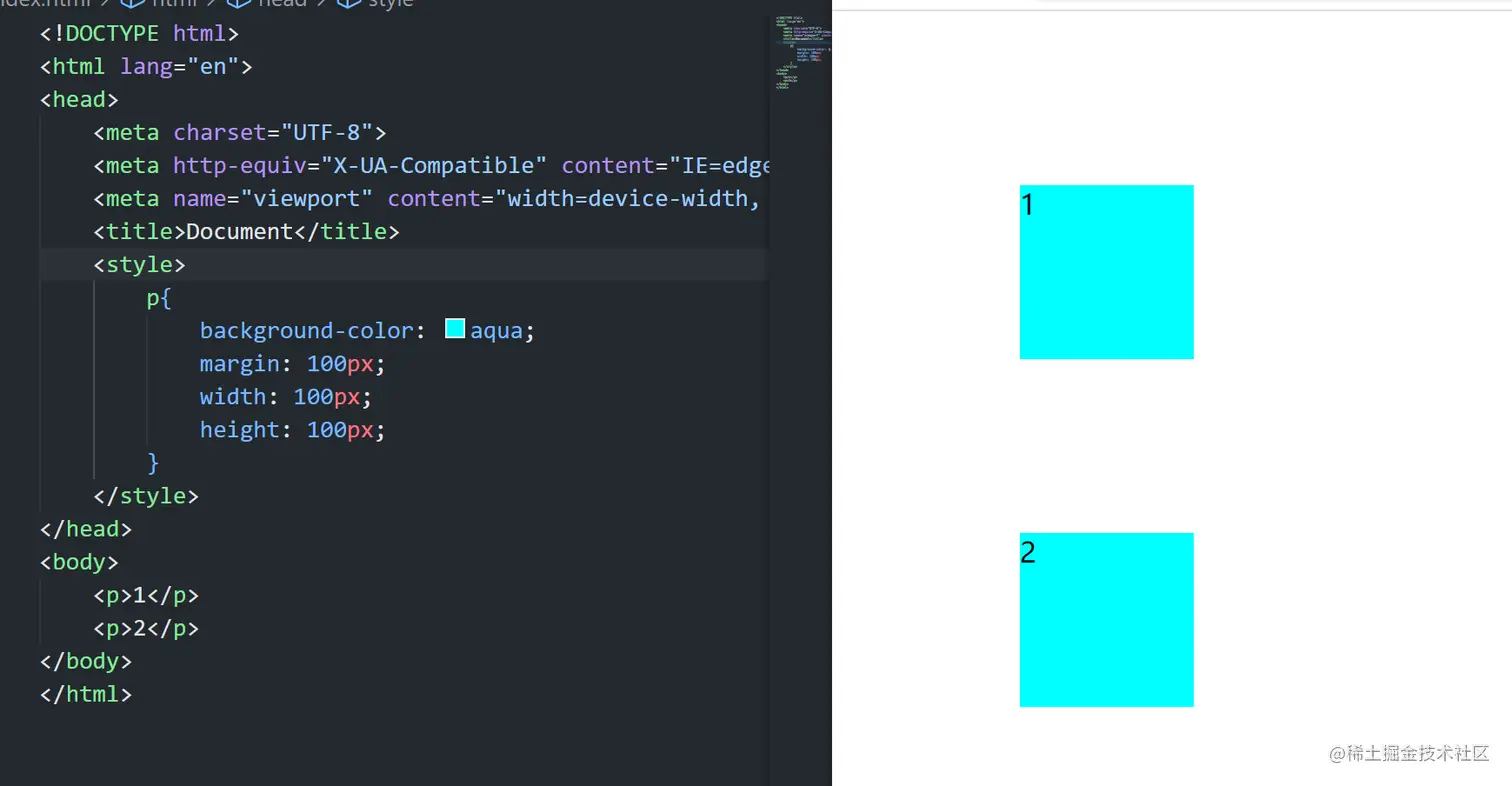 ndex.html > html > head > style
<!DOCTYPE html>
<html lang="en">
<head>
    <meta charset="UTF-8">
    <meta http-equiv="X-UA-Compatible" content="IE=edge
    <meta name="viewport" content="width=device-width,
    <title>Document</title>
    <style>
        p{
            background-color: aqua;
            margin: 100px;
            width: 100px;
            height: 100px;
        }
    </style>
</head>
<body>
    <p>1</p>
    <p>2</p>
</body>
</html>
1
2
@稀土掘金技术社区